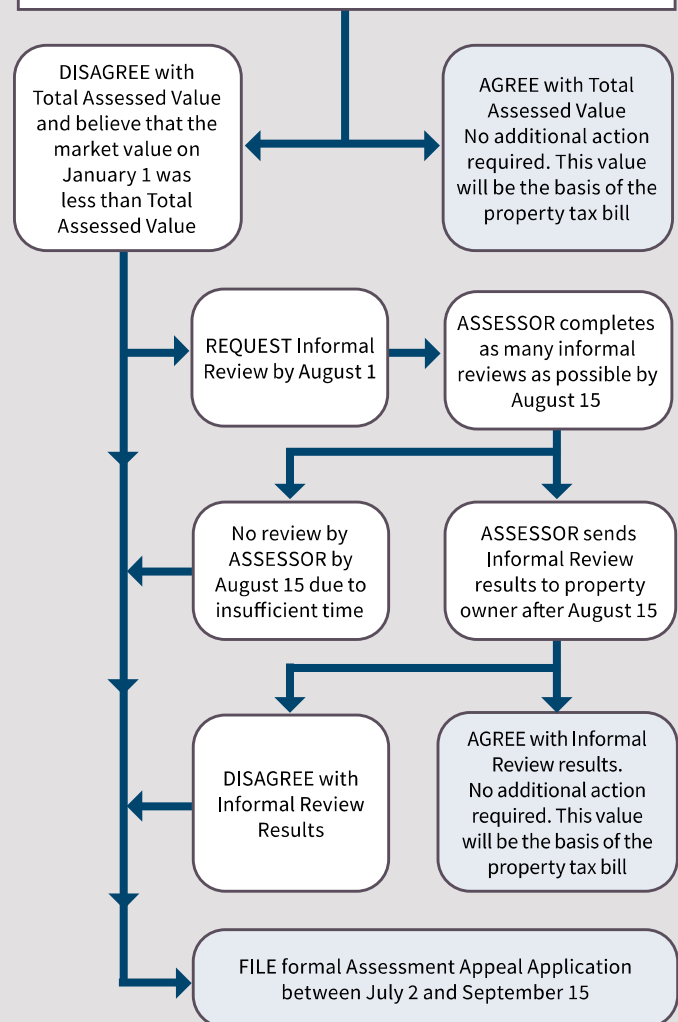 DISAGREE with
Total Assessed Value
and believe that the
market value on
January 1 was
less than Total
Assessed Value
AGREE with Total
Assessed Value
No additional action
required. This value
will be the basis of the
property tax bill
REQUEST Informal
Review by August 1
ASSESSOR completes
as many informal
reviews as possible by
August 15
No review by
ASSESSOR by
August 15 due to
insufficient time
ASSESSOR sends
Informal Review
results to property
owner after August 15
DISAGREE with
Informal Review
Results
AGREE with Informal
Review results.
No additional action
required. This value
will be the basis of the
property tax bill
FILE formal Assessment Appeal Application
between July 2 and September 15